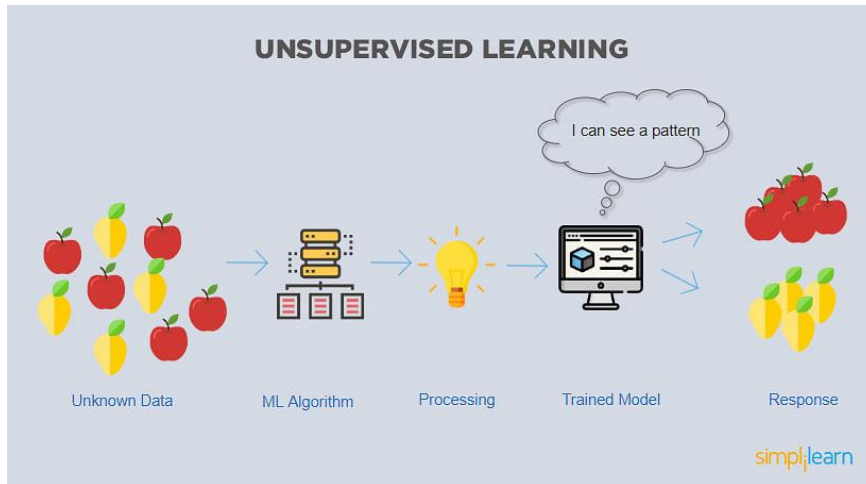 UNSUPERVISED LEARNING
I can see a pattern
Unknown Data
ML Algorithm
Processing
Trained Model
Response
simplilearn